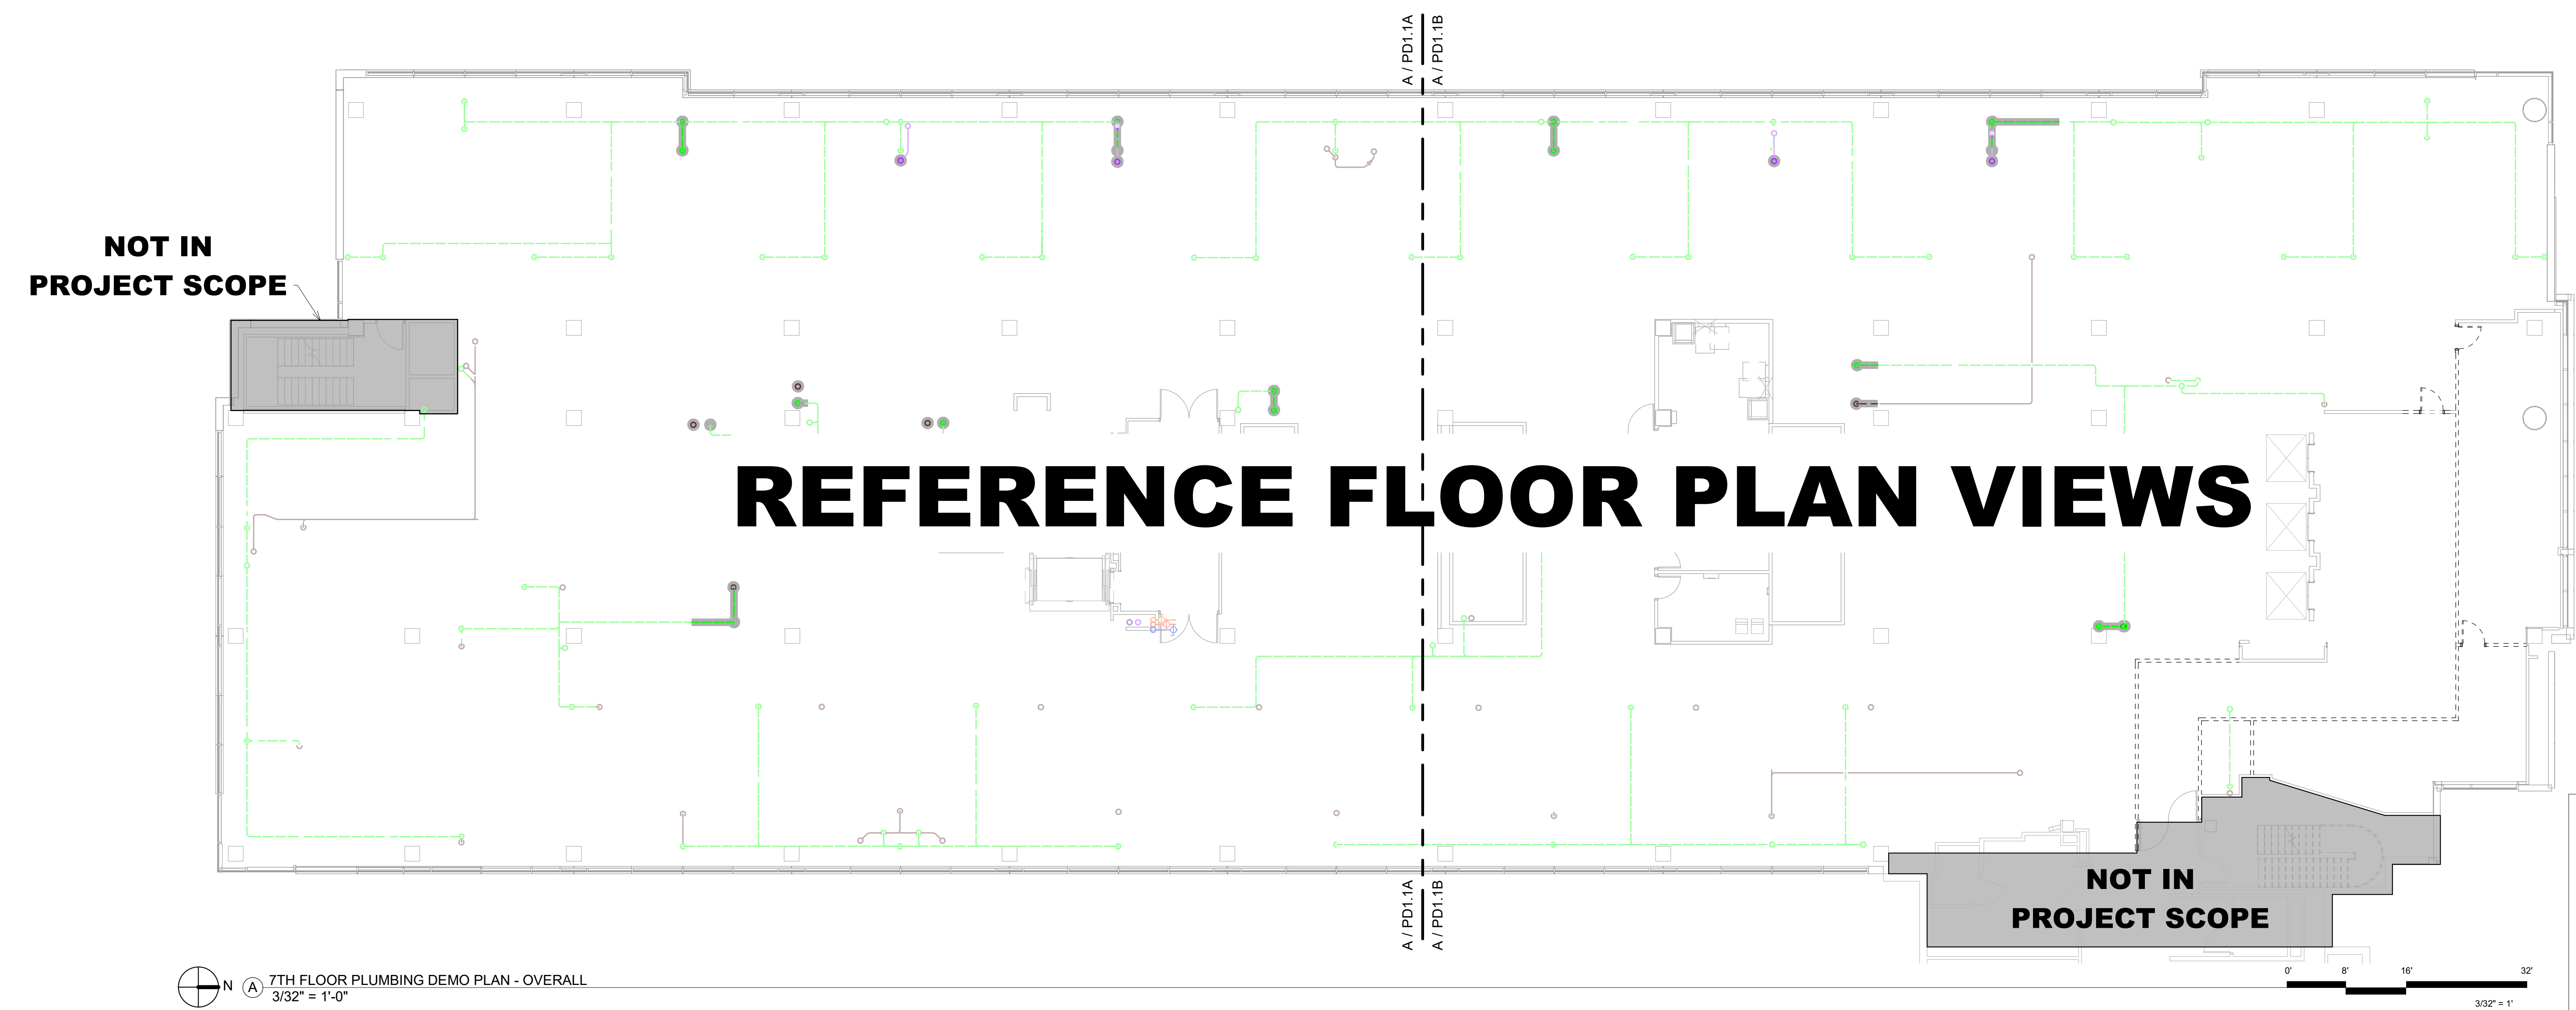 A / PD1.1A
A / PD1.1B
NOT IN
PROJECT SCOPE
REFERENCE FLOOR PLAN VIEWS
A / PD1.1A
A / PD1.1B
NOT IN
PROJECT SCOPE
N
A
7TH FLOOR PLUMBING DEMO PLAN - OVERALL
3/32" = 1'-0"
0' 8' 16' 32'
3/32" = 1'